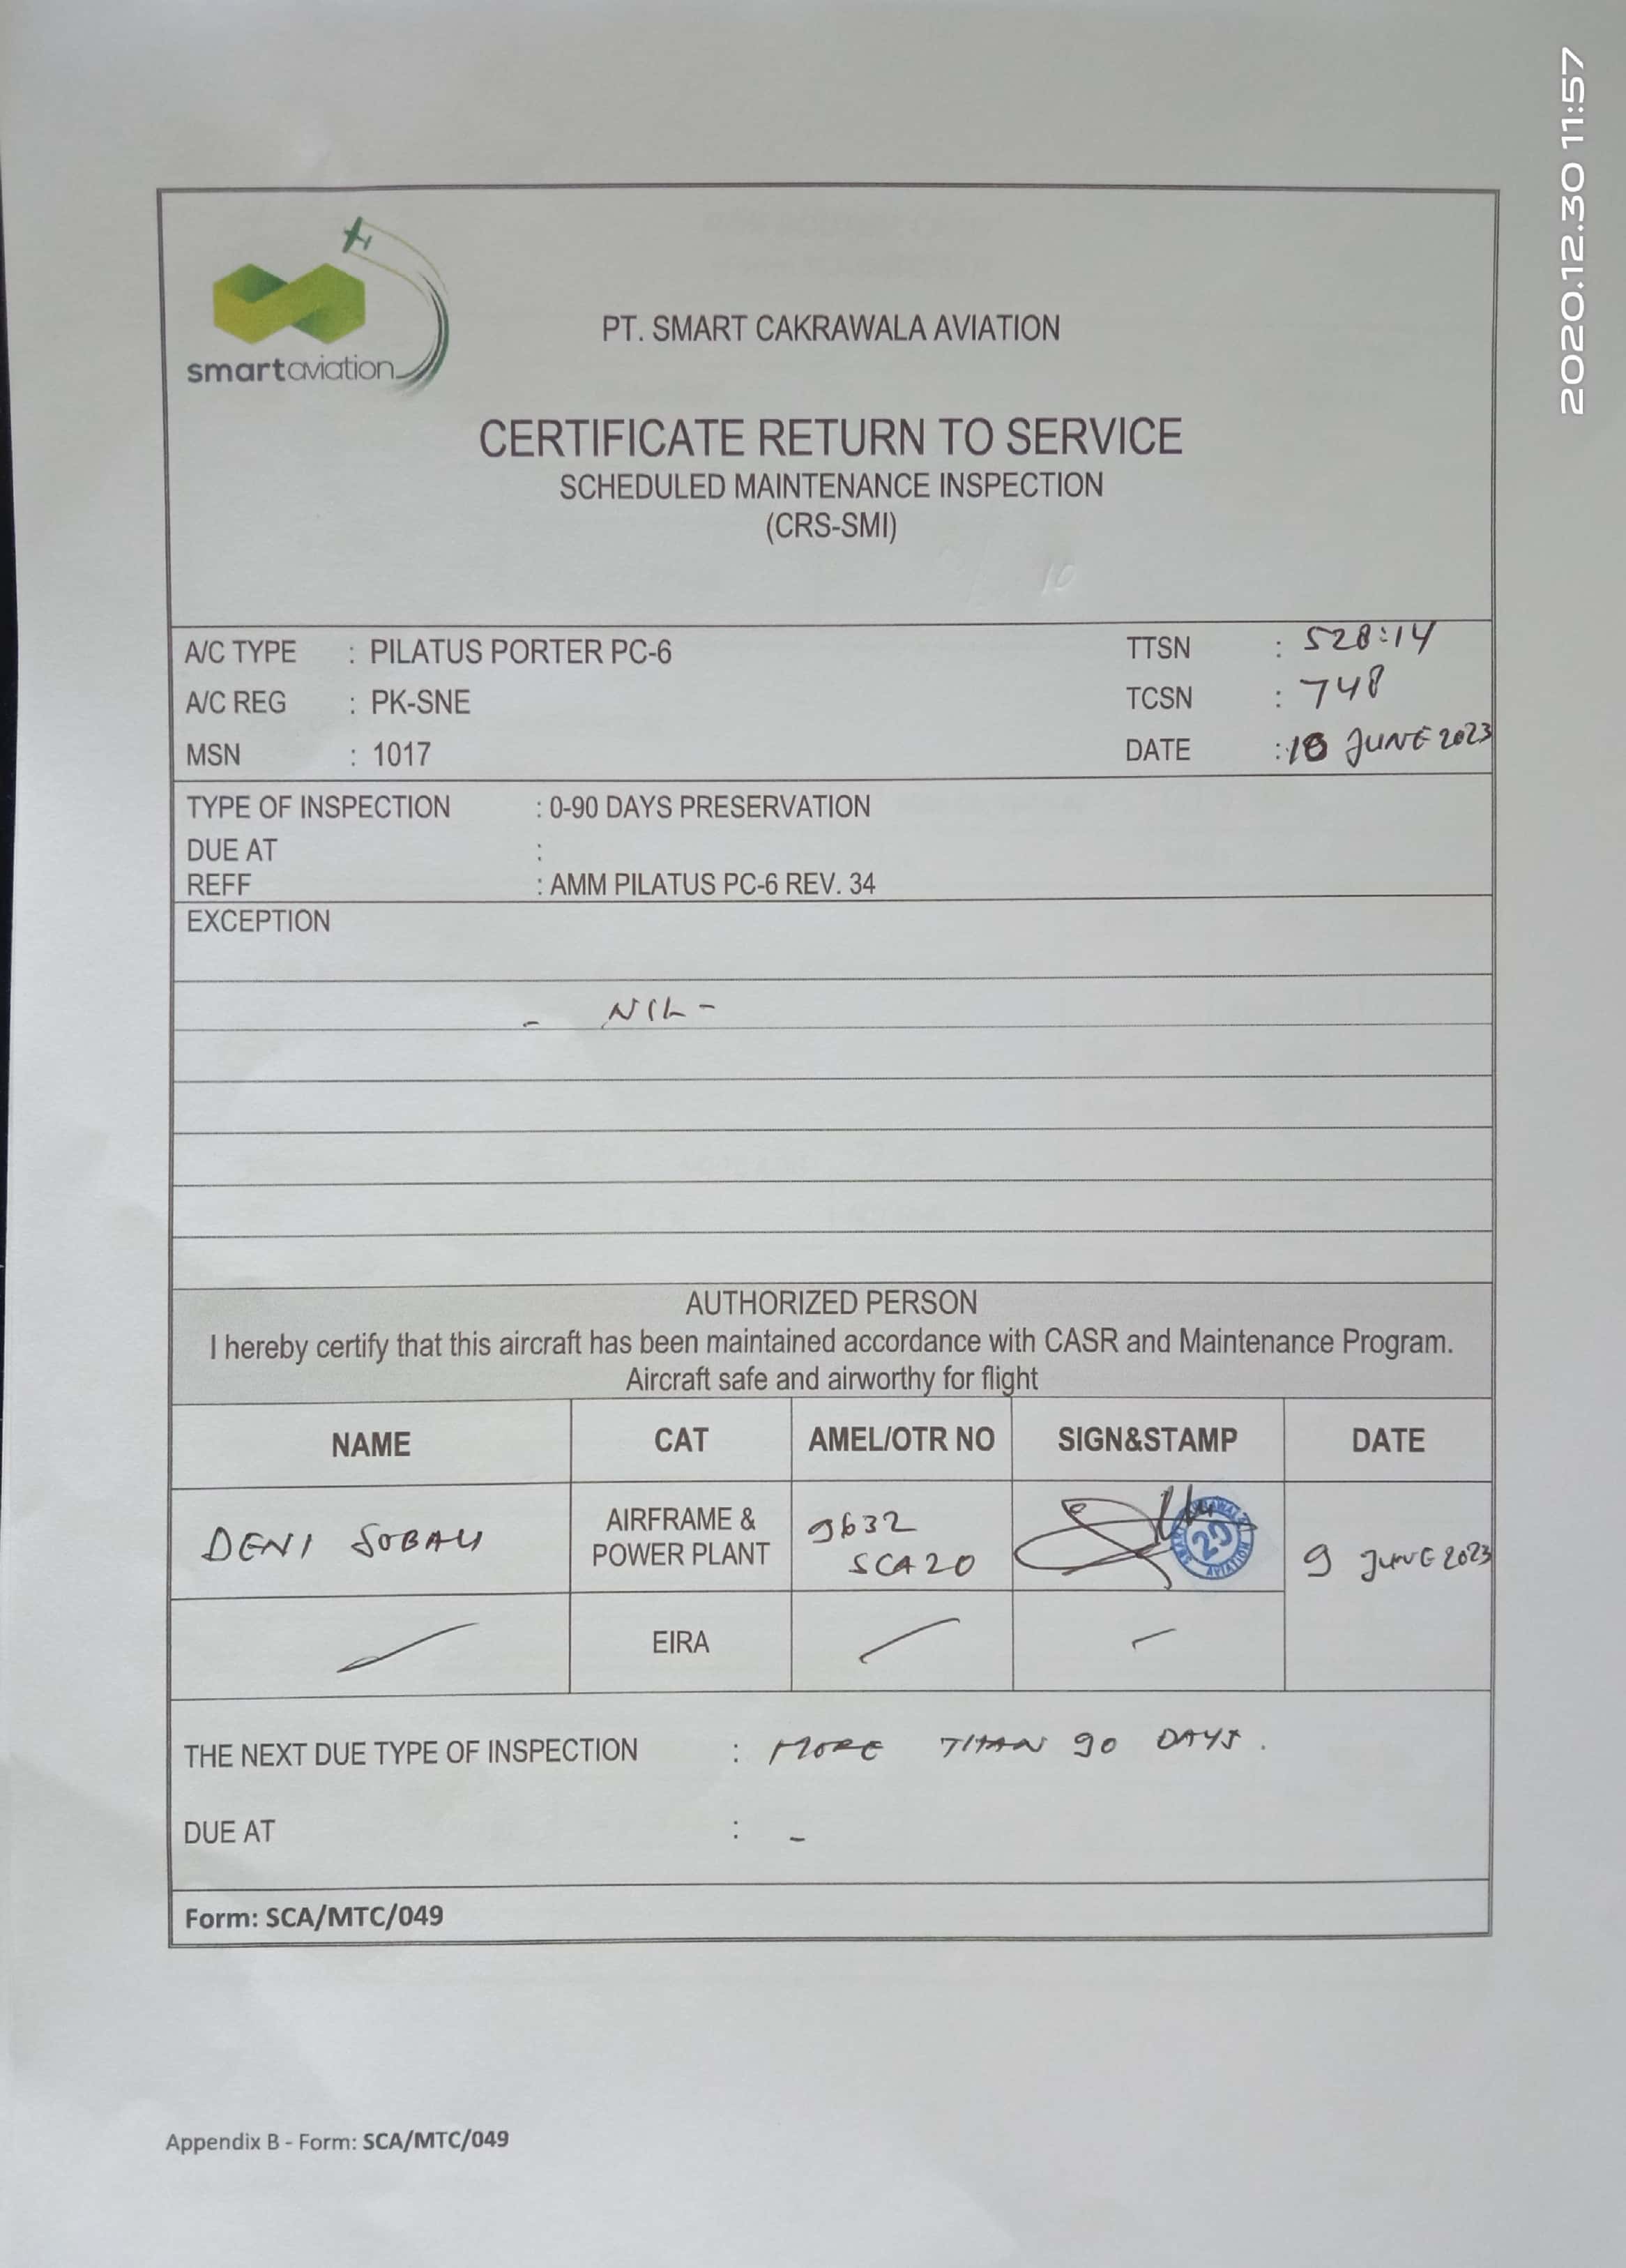 2020.12.30 11:57
smartaviation
PT. SMART CAKRAWALA AVIATION
CERTIFICATE RETURN TO SERVICE
SCHEDULED MAINTENANCE INSPECTION
(CRS-SMI)
A/C TYPE : PILATUS PORTER PC-6 TTSN : 528:14
A/C REG : PK-SNE TCSN : 748
MSN : 1017 DATE : JUNE 2023
TYPE OF INSPECTION : 0-90 DAYS PRESERVATION
DUE AT :
REFF : AMM PILATUS PC-6 REV. 34
EXCEPTION
- NIL -
AUTHORIZED PERSON
I hereby certify that this aircraft has been maintained accordance with CASR and Maintenance Program.
Aircraft safe and airworthy for flight
NAME CAT AMEL/OTR NO SIGN&STAMP DATE
DENI SOBALI AIRFRAME & POWER PLANT 9632 SCA20 20 AVIATION 9 JUNE 2023
EIRA
THE NEXT DUE TYPE OF INSPECTION : MORE THAN 90 DAYS.
DUE AT : -
Form: SCA/MTC/049
Appendix B - Form: SCA/MTC/049